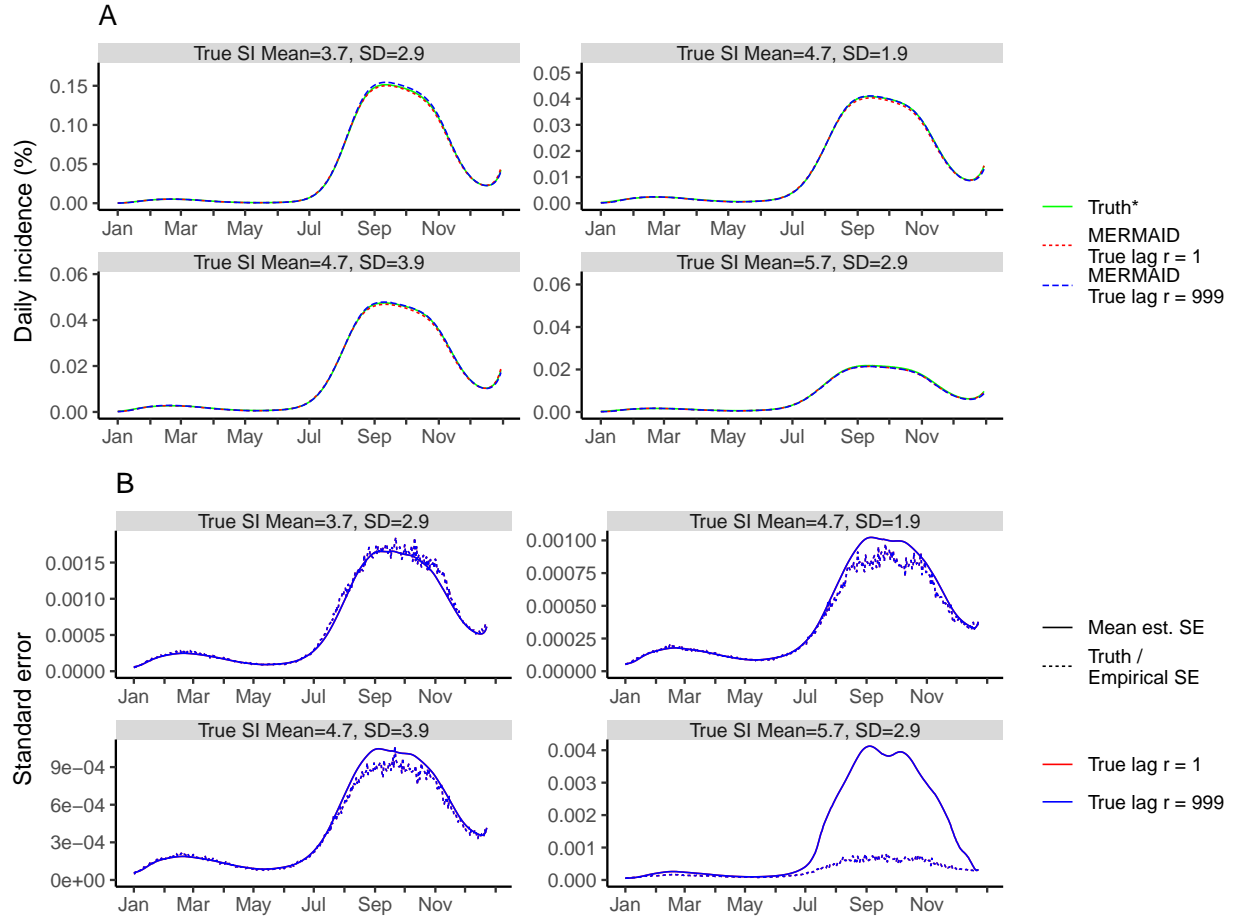 A
True SI Mean=3.7, SD=2.9
True SI Mean=4.7, SD=1.9
0.15
0.10
0.05
0.00
Jan Mar May Jul Sep Nov
0.05
0.04
0.03
0.02
0.01
0.00
Jan Mar May Jul Sep Nov
True SI Mean=4.7, SD=3.9
True SI Mean=5.7, SD=2.9
0.06
0.04
0.02
0.00
Jan Mar May Jul Sep Nov
0.06
0.04
0.02
0.00
Jan Mar May Jul Sep Nov
Daily incidence (%)
Truth*
MERMAID
True lag r = 1
MERMAID
True lag r = 999
B
True SI Mean=3.7, SD=2.9
True SI Mean=4.7, SD=1.9
0.0015
0.0010
0.0005
0.0000
Jan Mar May Jul Sep Nov
0.00100
0.00075
0.00050
0.00025
0.00000
Jan Mar May Jul Sep Nov
True SI Mean=4.7, SD=3.9
True SI Mean=5.7, SD=2.9
9e−04
6e−04
3e−04
0e+00
Jan Mar May Jul Sep Nov
0.004
0.003
0.002
0.001
0.000
Jan Mar May Jul Sep Nov
Standard error
Mean est. SE
Truth /
Empirical SE
True lag r = 1
True lag r = 999